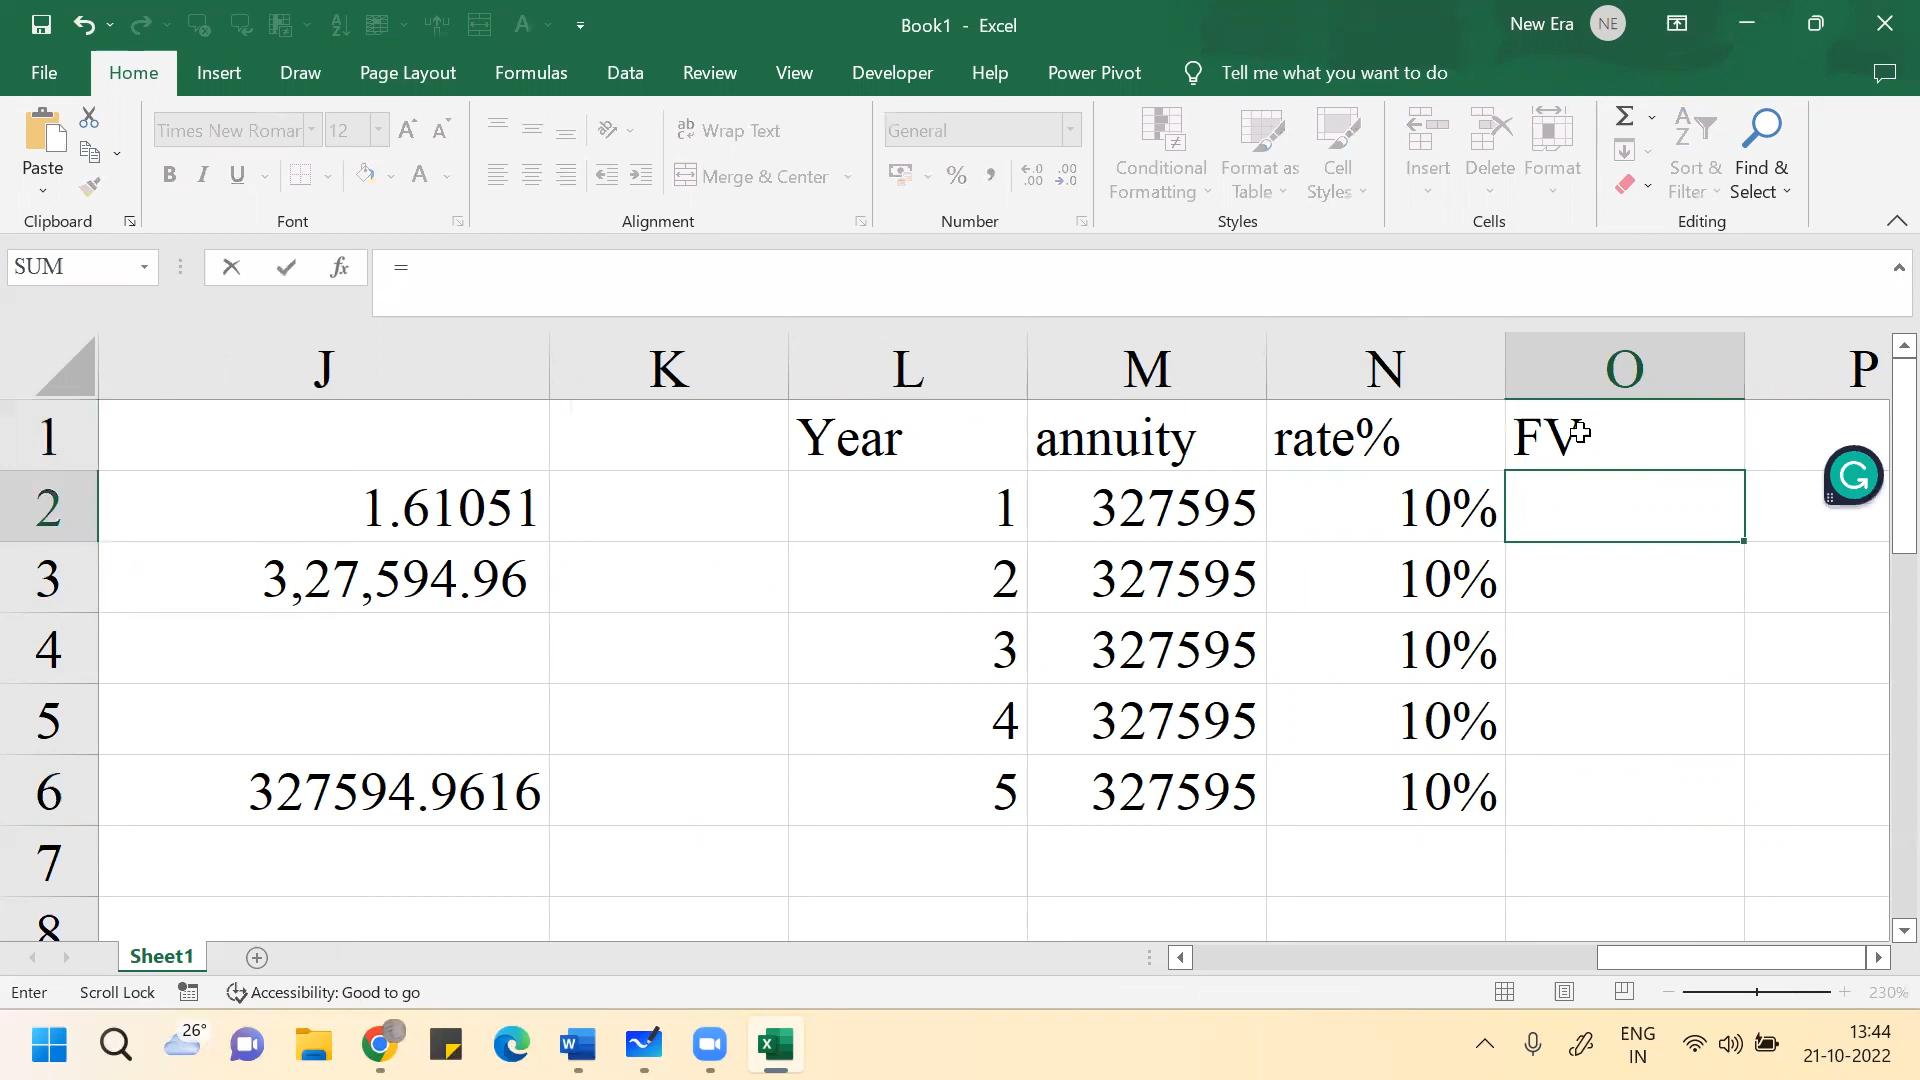 Book1 - Excel
New Era NE
File Home Insert Draw Page Layout Formulas Data Review View Developer Help Power Pivot Tell me what you want to do
Paste
Clipboard
Times New Romar 12
Font
Wrap Text
Merge & Center
Alignment
General
Number
Conditional Formatting
Format as Table
Cell Styles
Styles
Insert
Delete
Format
Cells
Sort & Filter
Find & Select
Editing
SUM fx =
J K L M N O P
1 Year annuity rate% FV
2 1.61051 1 327595 10%
3 3,27,594.96 2 327595 10%
4 3 327595 10%
5 4 327595 10%
6 327594.9616 5 327595 10%
7
8
Sheet1
Enter Scroll Lock Accessibility: Good to go 230%
26° ENG 13:44
IN 21-10-2022